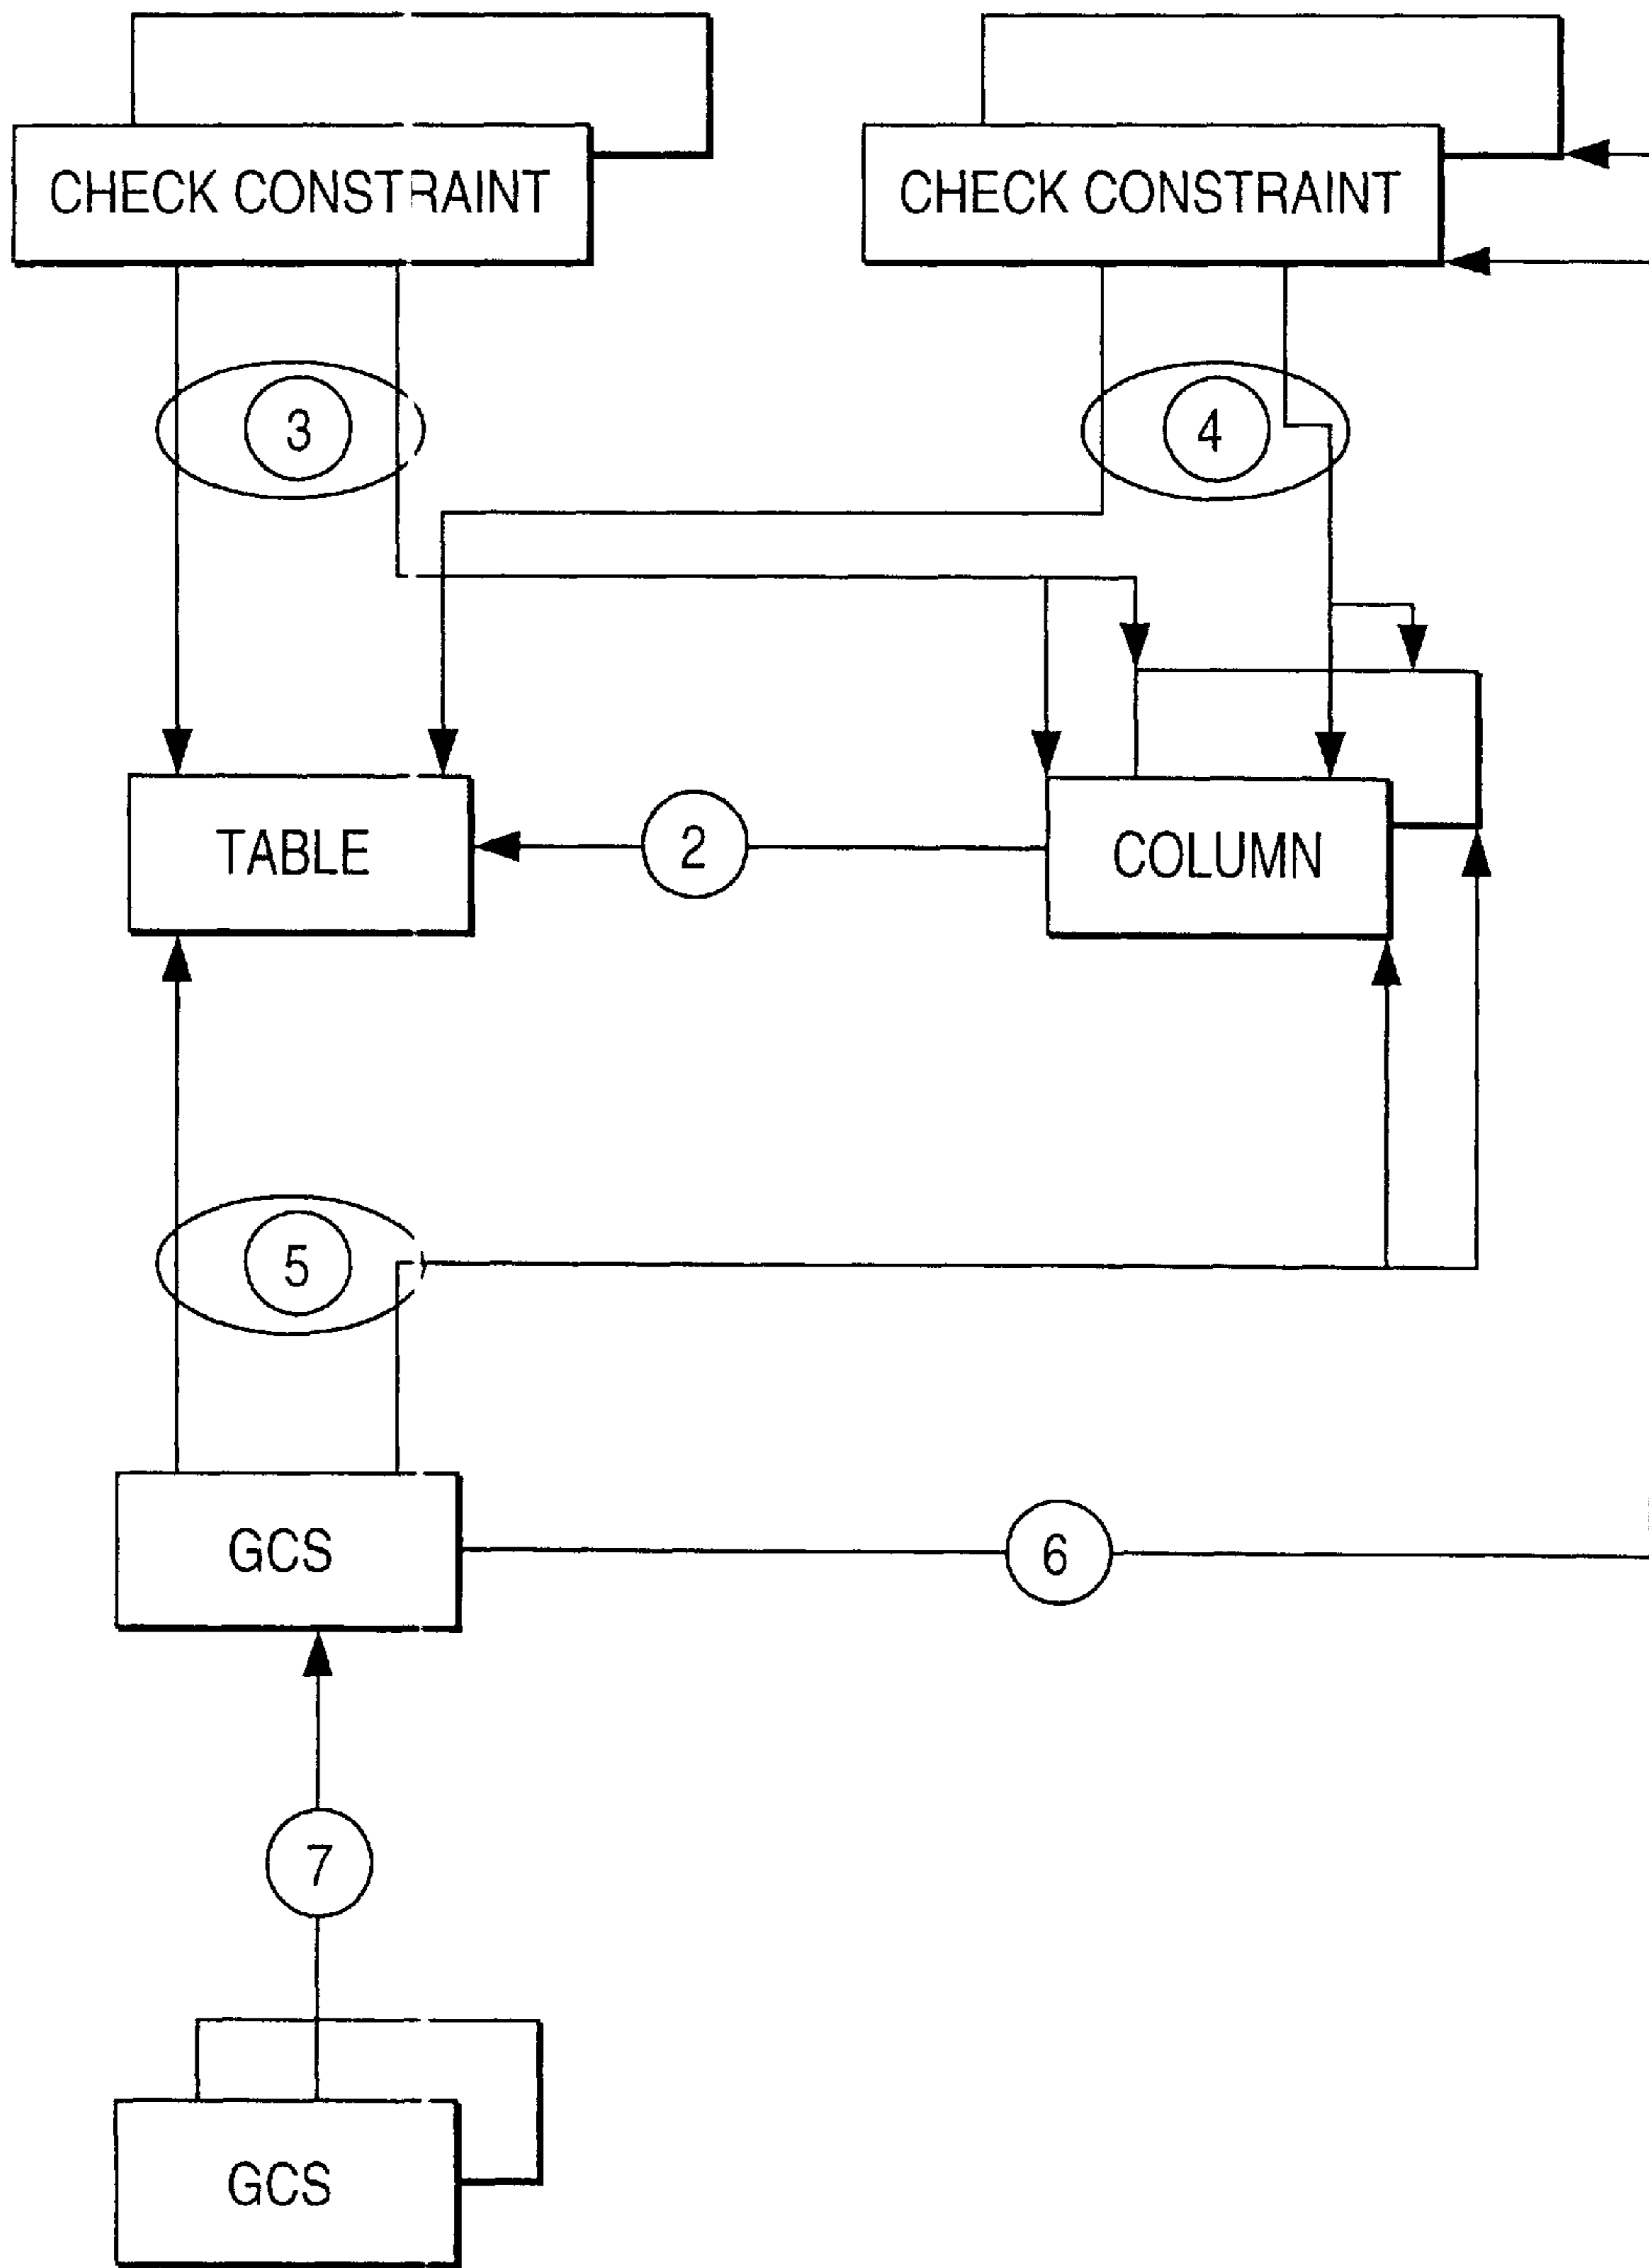 CHECK CONSTRAINT
CHECK CONSTRAINT
3
4
TABLE
2
COLUMN
5
GCS
6
7
GCS